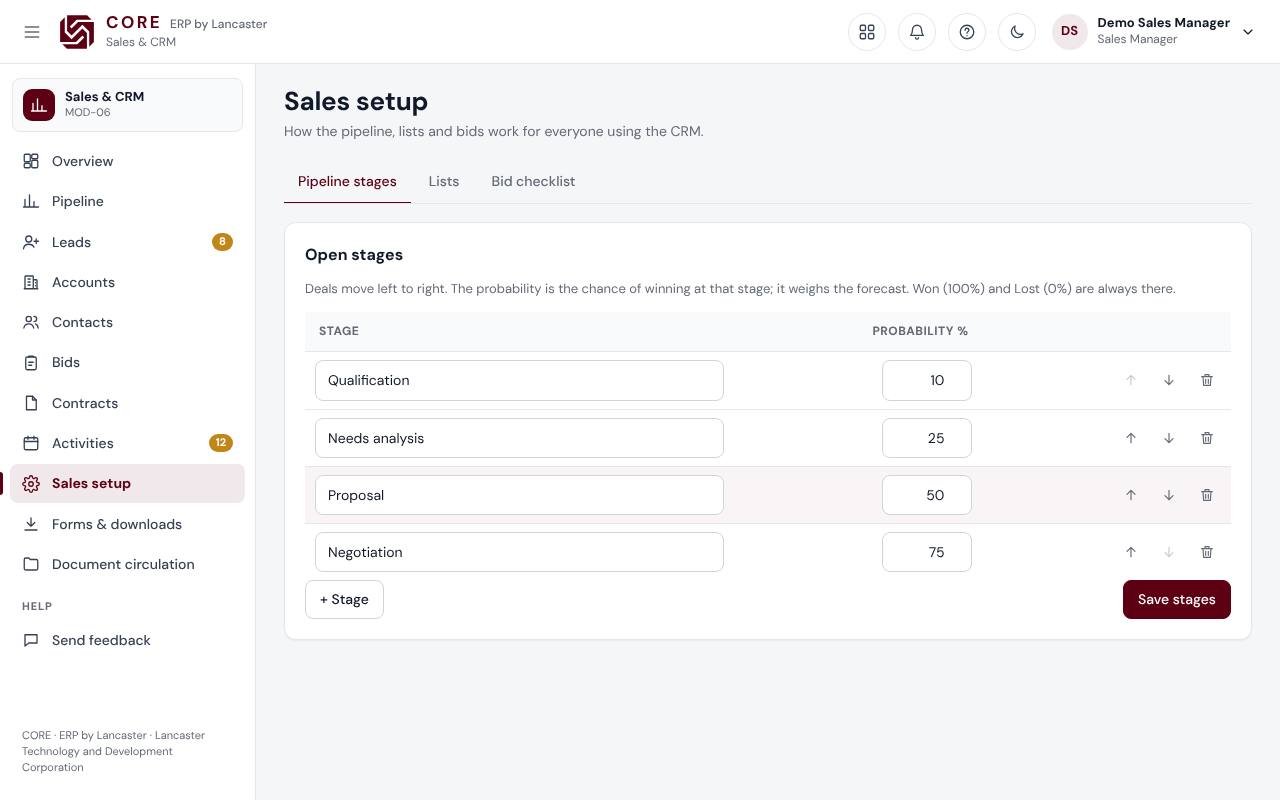 CORE ERP by Lancaster
Sales & CRM
DS
Demo Sales Manager
Sales Manager
Sales & CRM
MOD-06
Overview
Pipeline
Leads 8
Accounts
Contacts
Bids
Contracts
Activities 12
Sales setup
Forms & downloads
Document circulation
HELP
Send feedback
CORE · ERP by Lancaster · Lancaster
Technology and Development
Corporation
Sales setup
How the pipeline, lists and bids work for everyone using the CRM.
Pipeline stages Lists Bid checklist
Open stages
Deals move left to right. The probability is the chance of winning at that stage; it weighs the forecast. Won (100%) and Lost (0%) are always there.
STAGE PROBABILITY %
Qualification 10
Needs analysis 25
Proposal 50
Negotiation 75
+ Stage Save stages